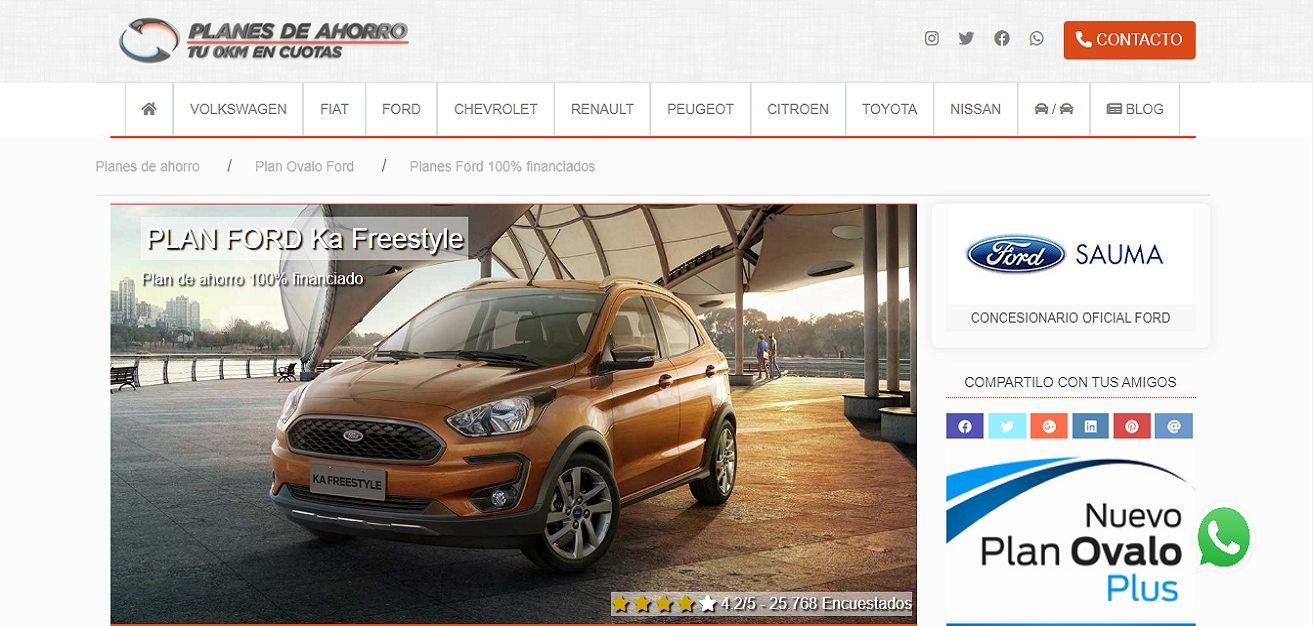 PLANES DE AHORRO
TU 0KM EN CUOTAS
CONTACTO
VOLKSWAGEN
FIAT
FORD
CHEVROLET
RENAULT
PEUGEOT
CITROEN
TOYOTA
NISSAN
/
BLOG
Planes de ahorro / Plan Ovalo Ford / Planes Ford 100% financiados
PLAN FORD Ka Freestyle
Plan de ahorro 100% financiado
Ford
KA FREESTYLE
4.2/5 - 25.768 Encuestados
Ford SAUMA
CONCESIONARIO OFICIAL FORD
COMPARTILO CON TUS AMIGOS
Nuevo
Plan Ovalo
Plus